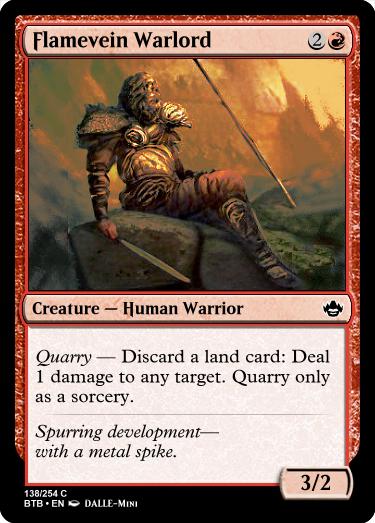 Flamevein Warlord 2
Creature — Human Warrior
Quarry — Discard a land card: Deal
1 damage to any target. Quarry only
as a sorcery.
Spurring development—
with a metal spike.
3/2
138/254 C
BTB • EN DALLE-Mini